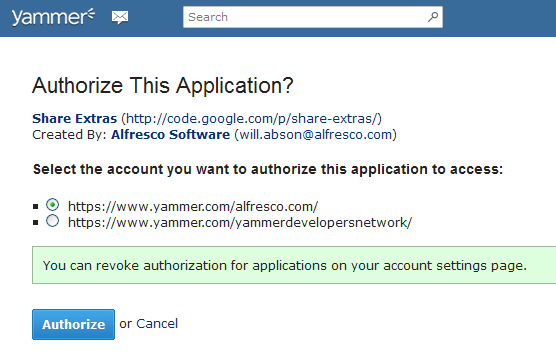 yammer
Search
Authorize This Application?
Share Extras (http://code.google.com/p/share-extras/)
Created By: Alfresco Software (will.abson@alfresco.com)
Select the account you want to authorize this application to access:
https://www.yammer.com/alfresco.com/
https://www.yammer.com/yammerdevelopersnetwork/
You can revoke authorization for applications on your account settings page.
Authorize or Cancel